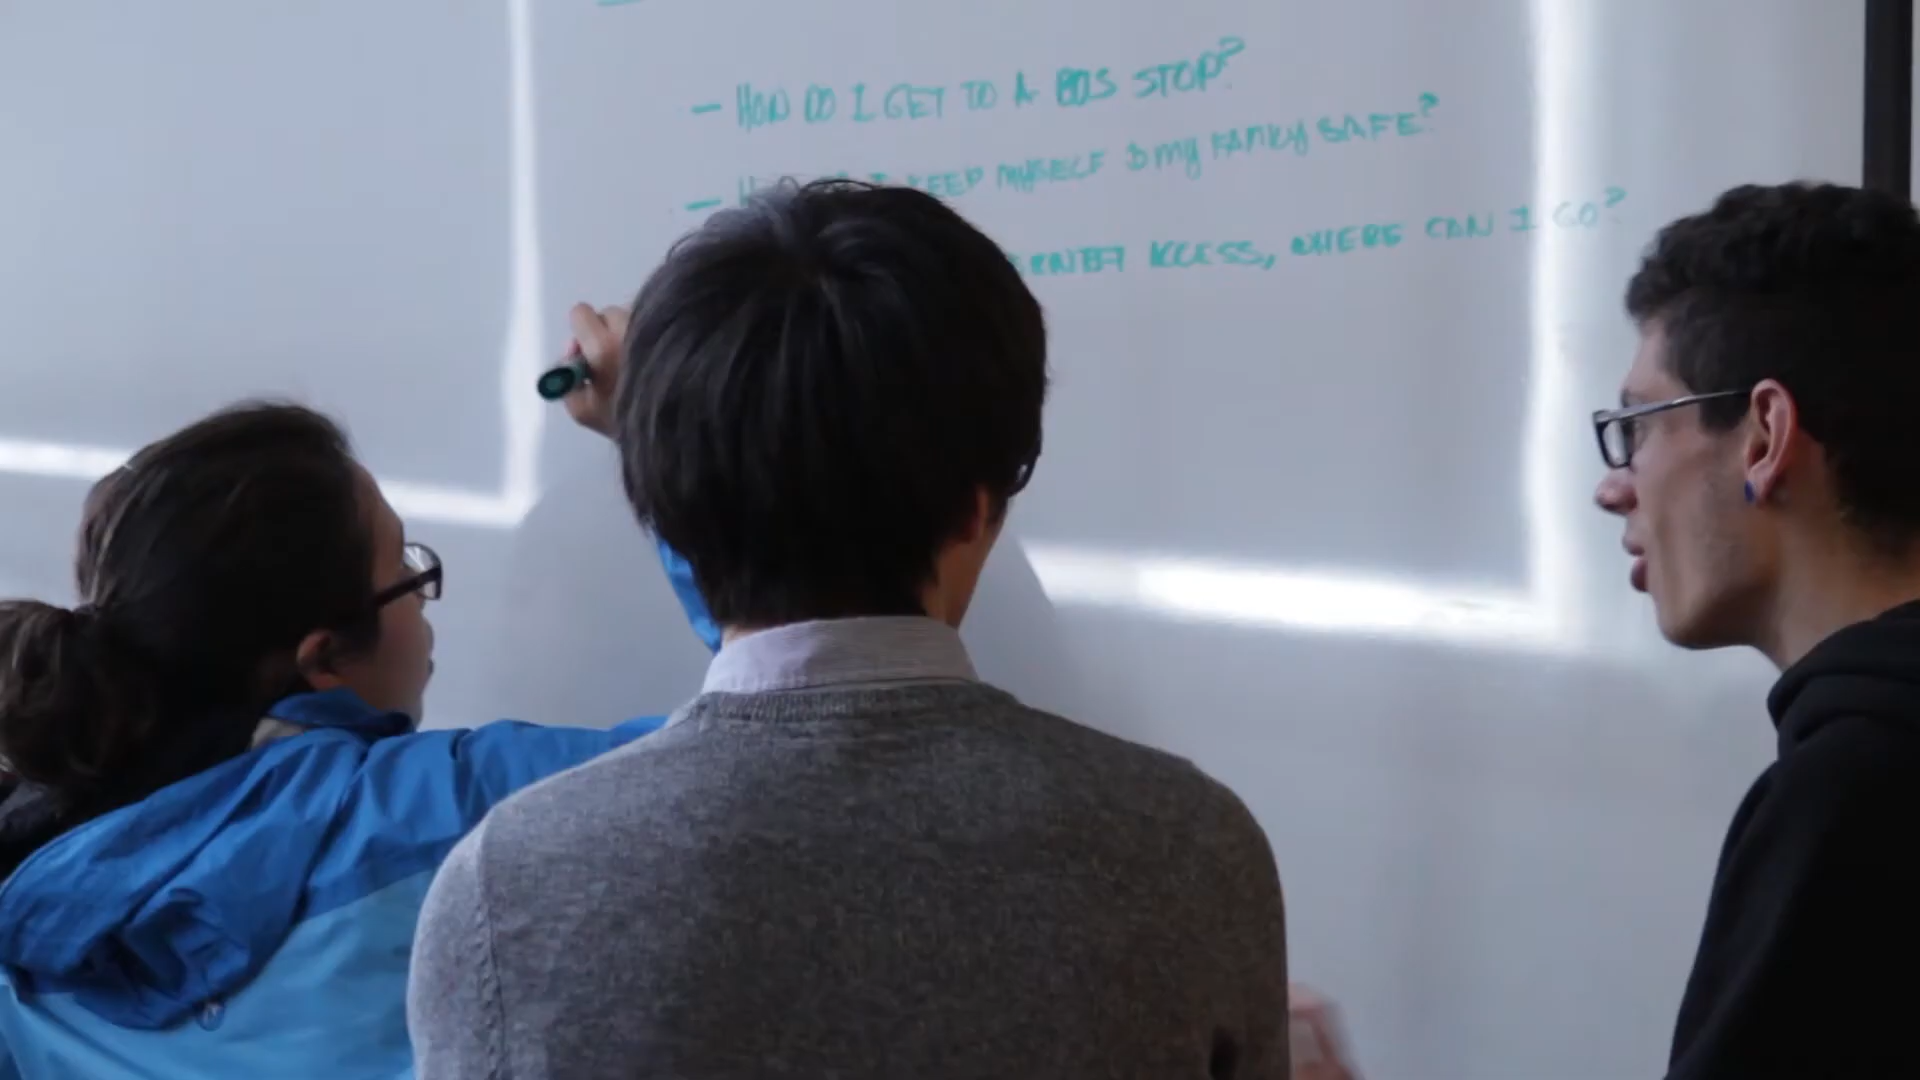 - HOW DO I GET TO A BUS STOP?
- KEEP MYSELF & MY FAMILY SAFE?
ACCESS, WHERE CAN I GO?